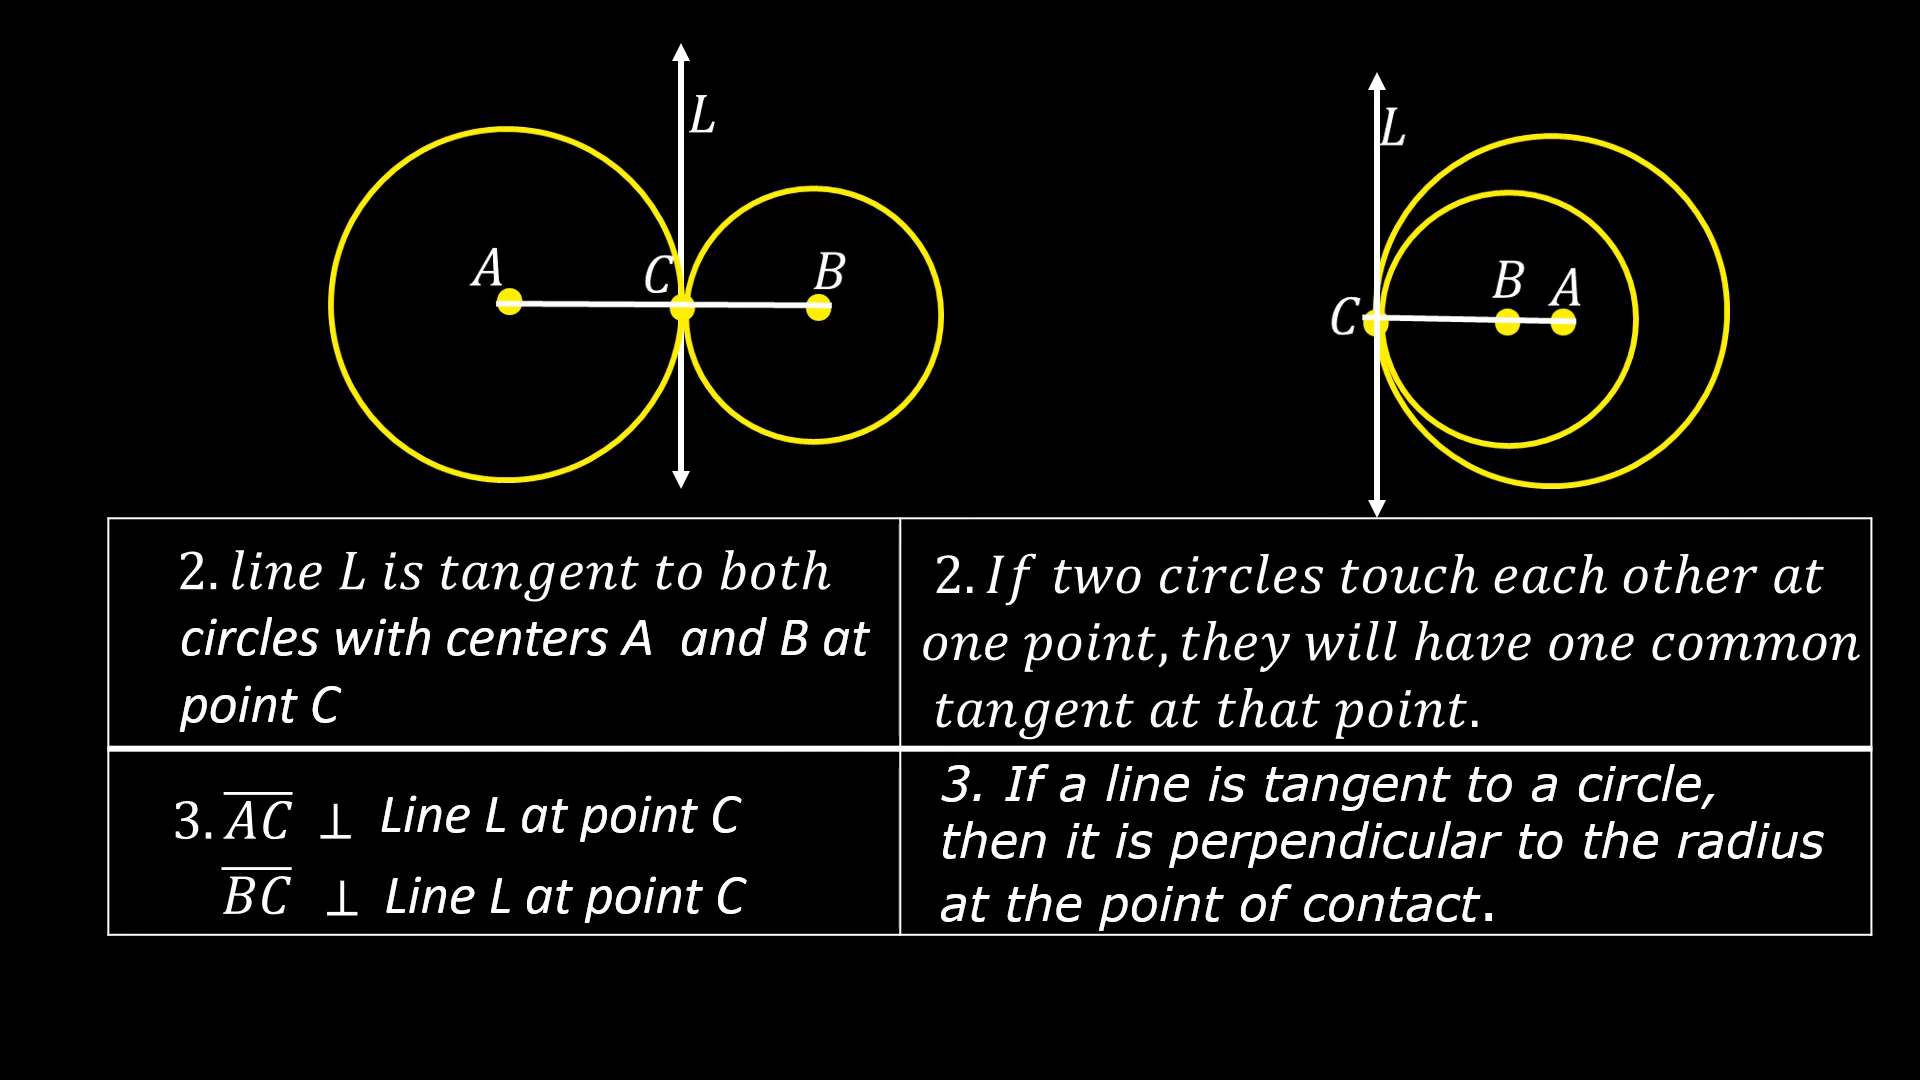 L
L
A
C
B
C
B
A
2. line L is tangent to both
circles with centers A and B at
point C
2. If two circles touch each other at
one point, they will have one common
tangent at that point.
3. A̅C̅ ⊥ Line L at point C
B̅C̅ ⊥ Line L at point C
3. If a line is tangent to a circle,
then it is perpendicular to the radius
at the point of contact.